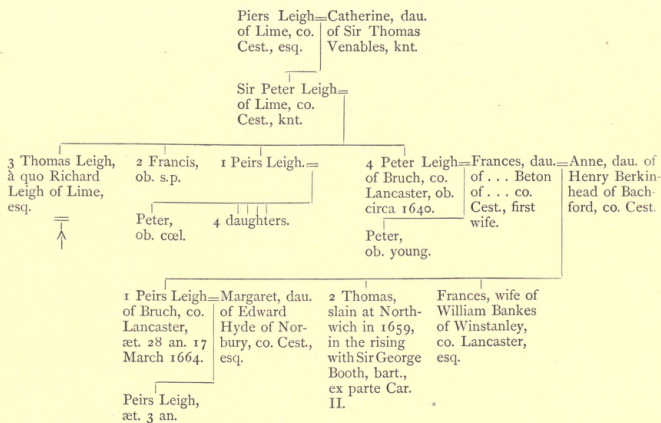 Piers Leigh=Catherine, dau.
of Lime, co. of Sir Thomas
Cest., esq. Venables, knt.
Sir Peter Leigh=
of Lime, co.
Cest., knt.
3 Thomas Leigh,
à quo Richard
Leigh of Lime,
esq.
2 Francis,
ob. s.p.
1 Peirs Leigh.=
4 Peter Leigh=Frances, dau.=Anne, dau. of
of Bruch, co. of . . . Beton Henry Berkin-
Lancaster, ob. of . . . co. head of Bach-
circa 1640. Cest., first ford, co. Cest.
wife.
Peter,
ob. cœl.
4 daughters.
Peter,
ob. young.
1 Peirs Leigh=Margaret, dau.
of Bruch, co. of Edward
Lancaster, Hyde of Nor-
æt. 28 an. 17 bury, co. Cest.,
March 1664. esq.
2 Thomas,
slain at North-
wich in 1659,
in the rising
with Sir George
Booth, bart.,
ex parte Car.
II.
Frances, wife of
William Bankes
of Winstanley,
co. Lancaster,
esq.
Peirs Leigh,
æt. 3 an.